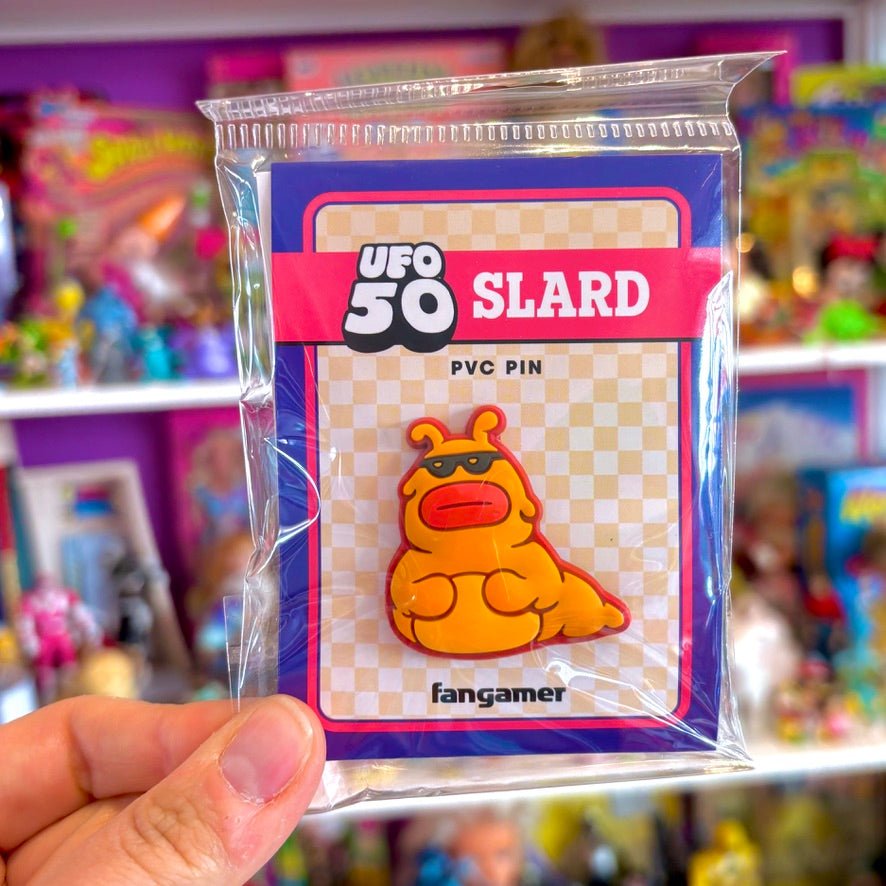 UFO
50
SLARD
PVC PIN
fangamer